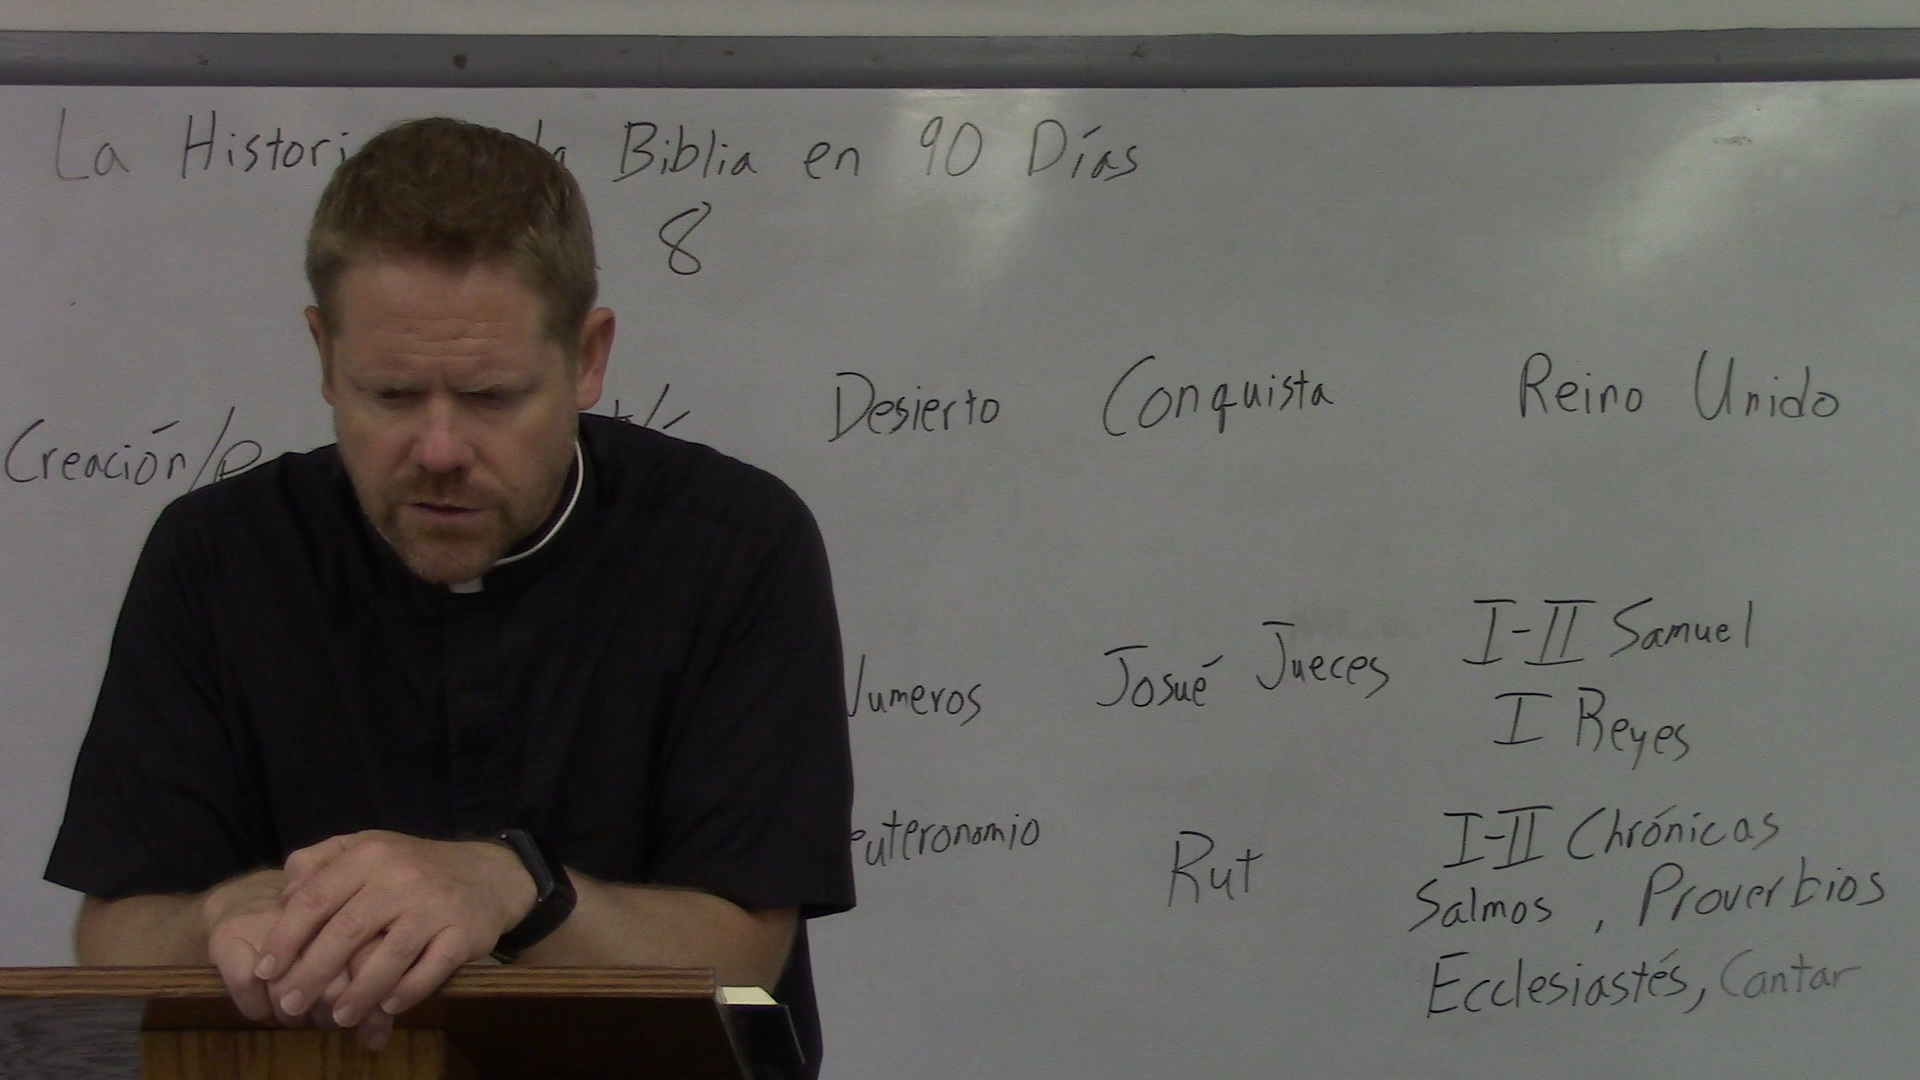 La Histori la Biblia en 90 Días
8
Creación/ Desierto Conquista Reino Unido
umeros Josué Jueces I-II Samuel
I Reyes
euteronomio Rut I-II Chrónicas
Salmos , Proverbios
Ecclesiastés, Cantar